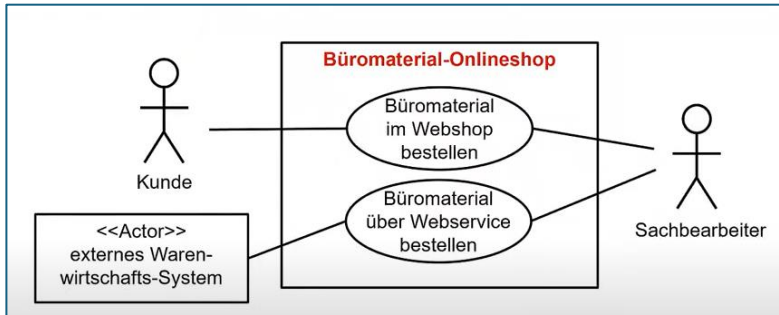 Büromaterial-Onlineshop
Büromaterial
im Webshop
bestellen
Kunde
Büromaterial
über Webservice
bestellen
<<Actor>>
externes Waren-
wirtschafts-System
Sachbearbeiter